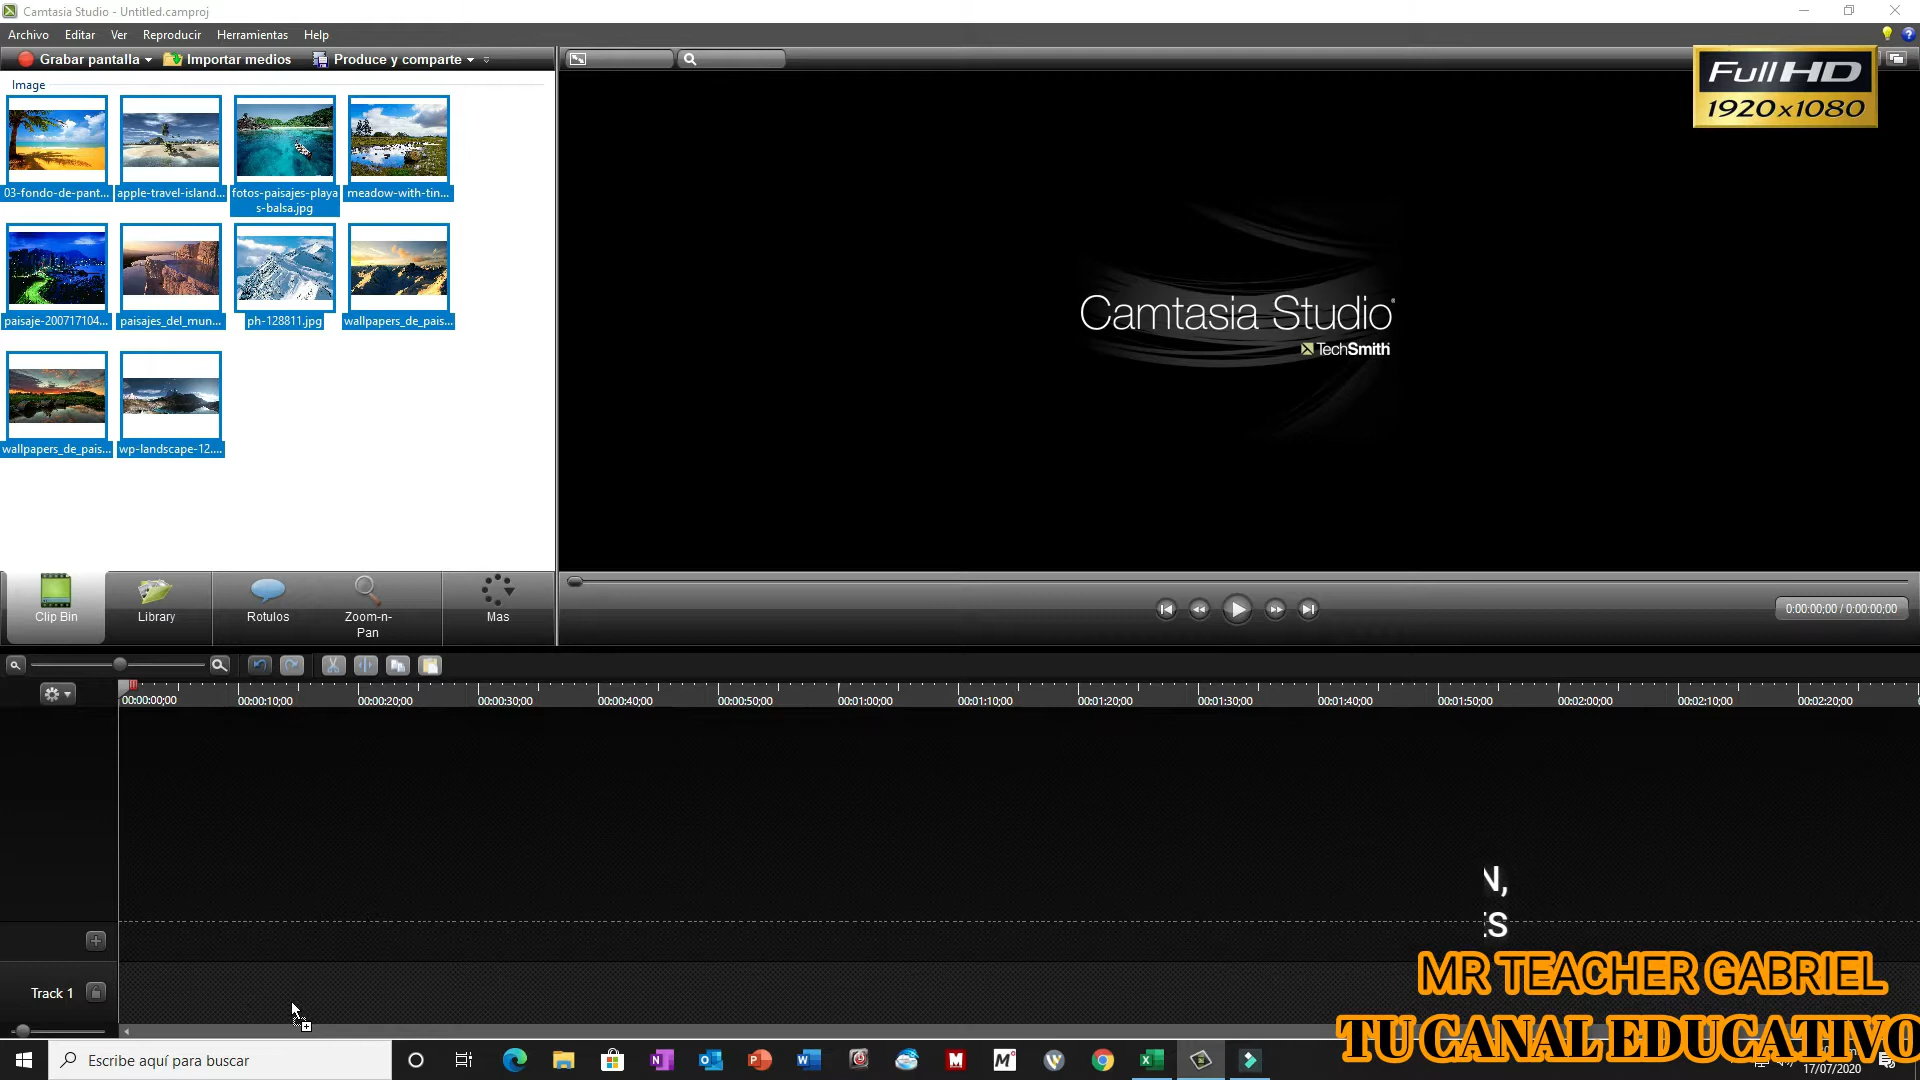 Camtasia Studio - Untitled.camproj
Archivo Editar Ver Reproducir Herramientas Help
Grabar pantalla Importar medios Produce y comparte
FullHD
1920x1080
Image
03-fondo-de-pant... apple-travel-island... fotos-paisajes-playas-balsa.jpg meadow-with-tin...
paisaje-200717104... paisajes_del_mun... ph-128811.jpg wallpapers_de_pais...
wallpapers_de_pais... wp-landscape-12....
Camtasia Studio
TechSmith
Clip Bin Library Rotulos Zoom-n-Pan Mas
0:00:00;00 / 0:00:00;00
00:00:00;00 00:00:10;00 00:00:20;00 00:00:30;00 00:00:40;00 00:00:50;00 00:01:00;00 00:01:10;00 00:01:20;00 00:01:30;00 00:01:40;00 00:01:50;00 00:02:00;00 00:02:10;00 00:02:20;00
N,
ES
Track 1
MR TEACHER GABRIEL
TU CANAL EDUCATIVO
Escribe aquí para buscar
17/07/2020